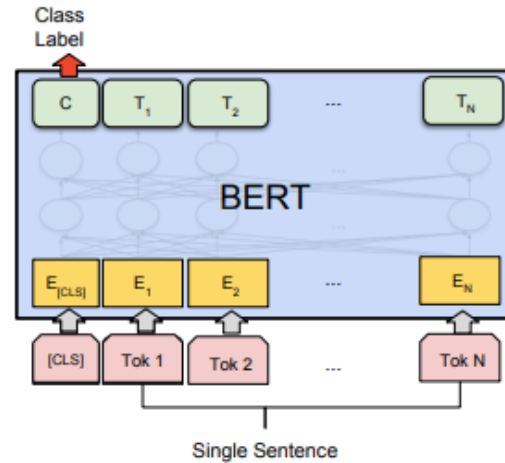 Class
Label
C T1 T2 ... TN
...
BERT
...
E[CLS] E1 E2 ... EN
[CLS] Tok 1 Tok 2 ... Tok N
Single Sentence